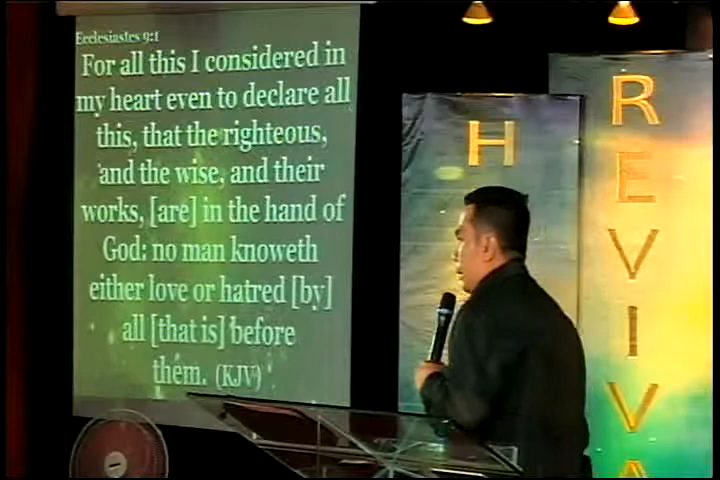 Ecclesiastes 9:1
For all this I considered in
my heart even to declare all
this, that the righteous,
and the wise, and their
works, [are] in the hand of
God: no man knoweth
either love or hatred [by]
all [that is] before
them. (KJV)
H
REVIVA